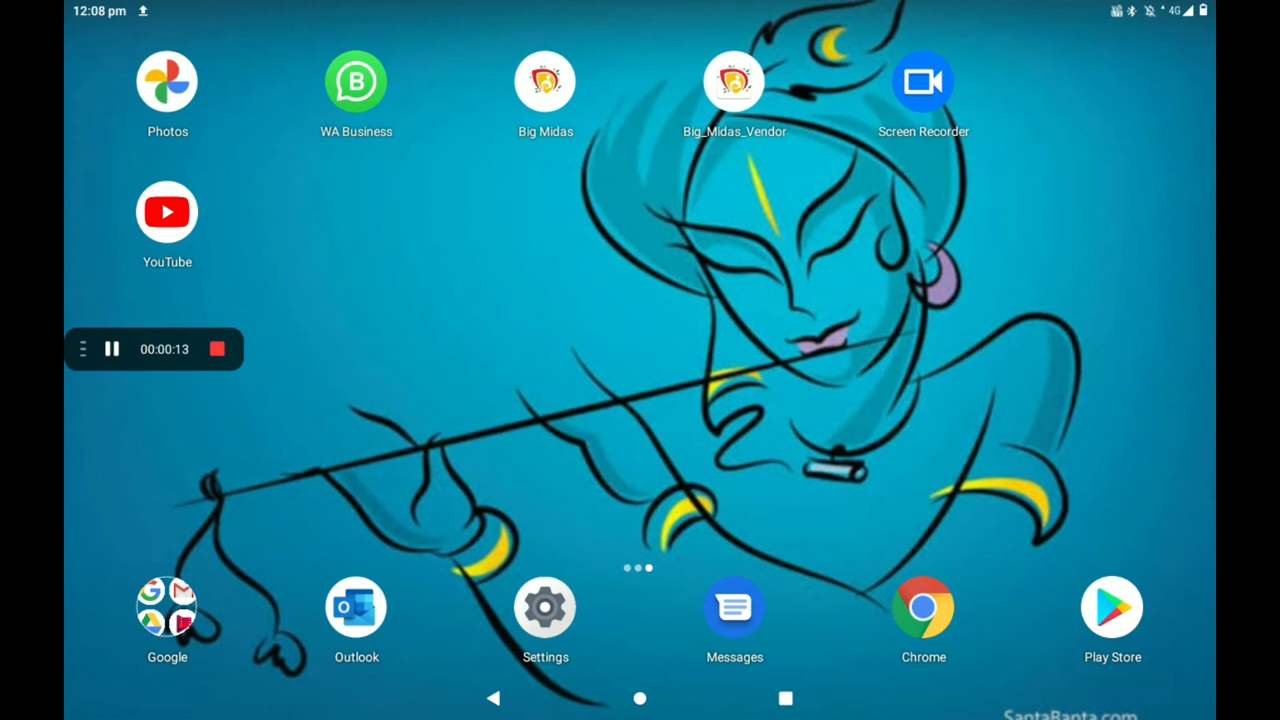 12:08 pm
4G
Photos
WA Business
Big Midas
Big_Midas_Vendor
Screen Recorder
YouTube
00:00:13
Google
Outlook
Settings
Messages
Chrome
Play Store
SantaBanta.com